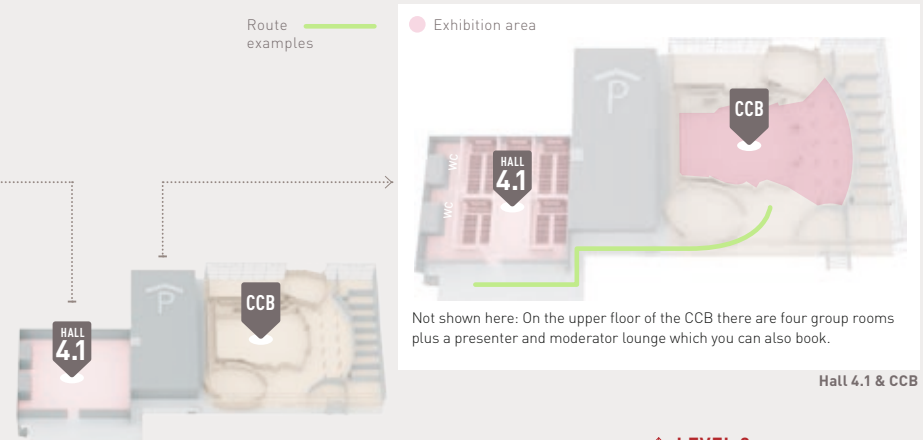 Route
examples
Exhibition area
P
CCB
HALL
4.1
WC
WC
Not shown here: On the upper floor of the CCB there are four group rooms
plus a presenter and moderator lounge which you can also book.
Hall 4.1 & CCB
P
CCB
HALL
4.1